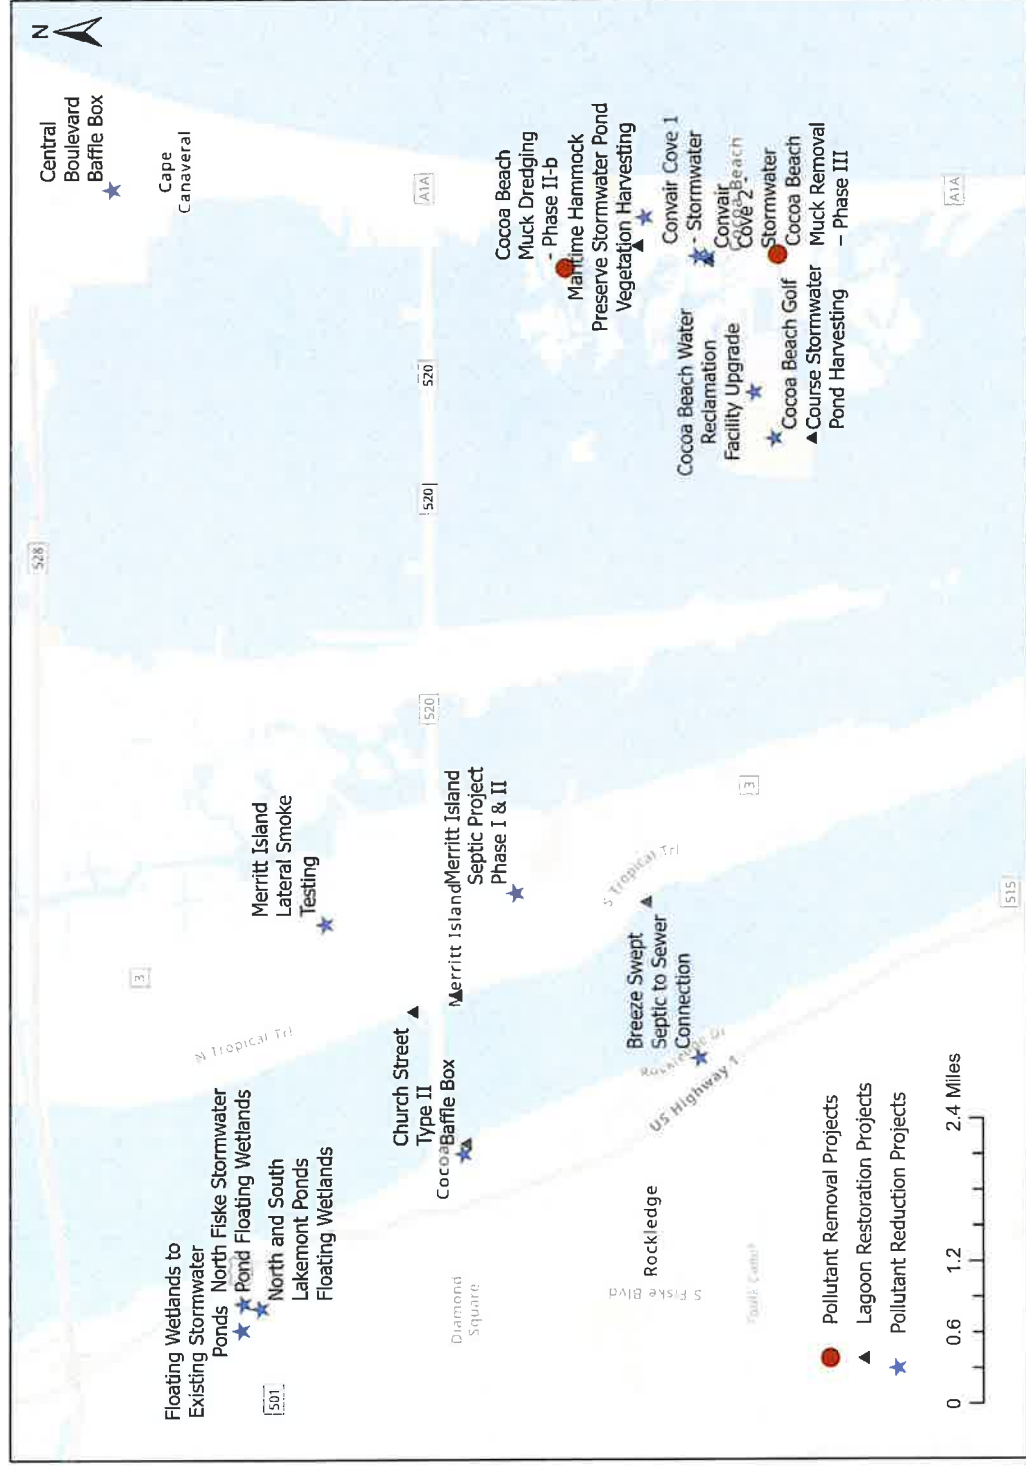 N
Central
Boulevard
Baffle Box
Cape
Canaveral
528
A1A
520
520
520
3
N Tropical Trl
Merritt Island
Lateral Smoke
Testing
Floating Wetlands to
Existing Stormwater
Ponds
North Fiske Stormwater
Pond Floating Wetlands
North and South
Lakemont Ponds
Floating Wetlands
501
Church Street
Type II
Baffle Box
Cocoa
Merritt Island
Merritt Island
Septic Project
Phase I & II
Diamond
Square
Cocoa Beach
Muck Dredging
- Phase II-b
Maritime Hammock
Preserve Stormwater Pond
Vegetation Harvesting
Convair Cove 1
- Stormwater
Cocoa Beach
Convair
Cove 2 -
Stormwater
Cocoa Beach
Muck Removal
– Phase III
Cocoa Beach Water
Reclamation
Facility Upgrade
Cocoa Beach Golf
Course Stormwater
Pond Harvesting
A1A
S Tropical Trl
3
Breeze Swept
Septic to Sewer
Connection
Rockledge Dr
US Highway 1
Rockledge
S Fiske Blvd
515
Pollutant Removal Projects
Lagoon Restoration Projects
Pollutant Reduction Projects
0 0.6 1.2 2.4 Miles